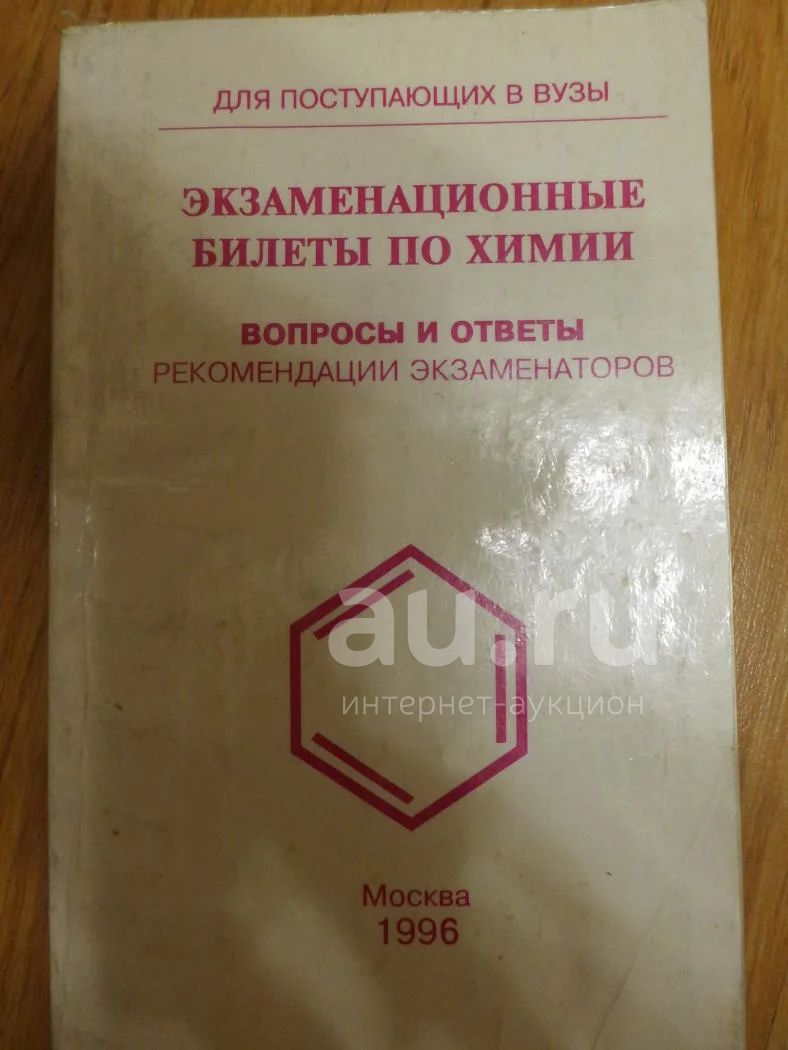 ДЛЯ ПОСТУПАЮЩИХ В ВУЗЫ
ЭКЗАМЕНАЦИОННЫЕ
БИЛЕТЫ ПО ХИМИИ
ВОПРОСЫ И ОТВЕТЫ
РЕКОМЕНДАЦИИ ЭКЗАМЕНАТОРОВ
au.ru
интернет-аукцион
Москва
1996